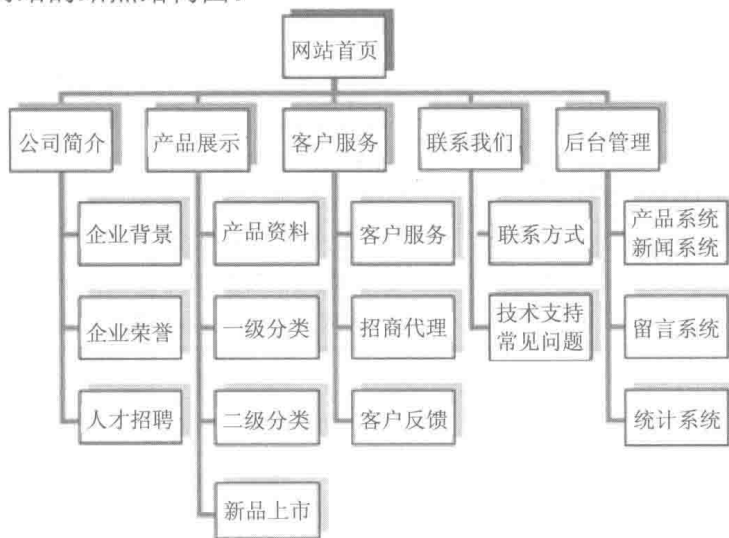 网站首页
公司简介
产品展示
客户服务
联系我们
后台管理
企业背景
产品资料
客户服务
联系方式
产品系统
新闻系统
企业荣誉
一级分类
招商代理
技术支持
常见问题
留言系统
人才招聘
二级分类
客户反馈
统计系统
新品上市